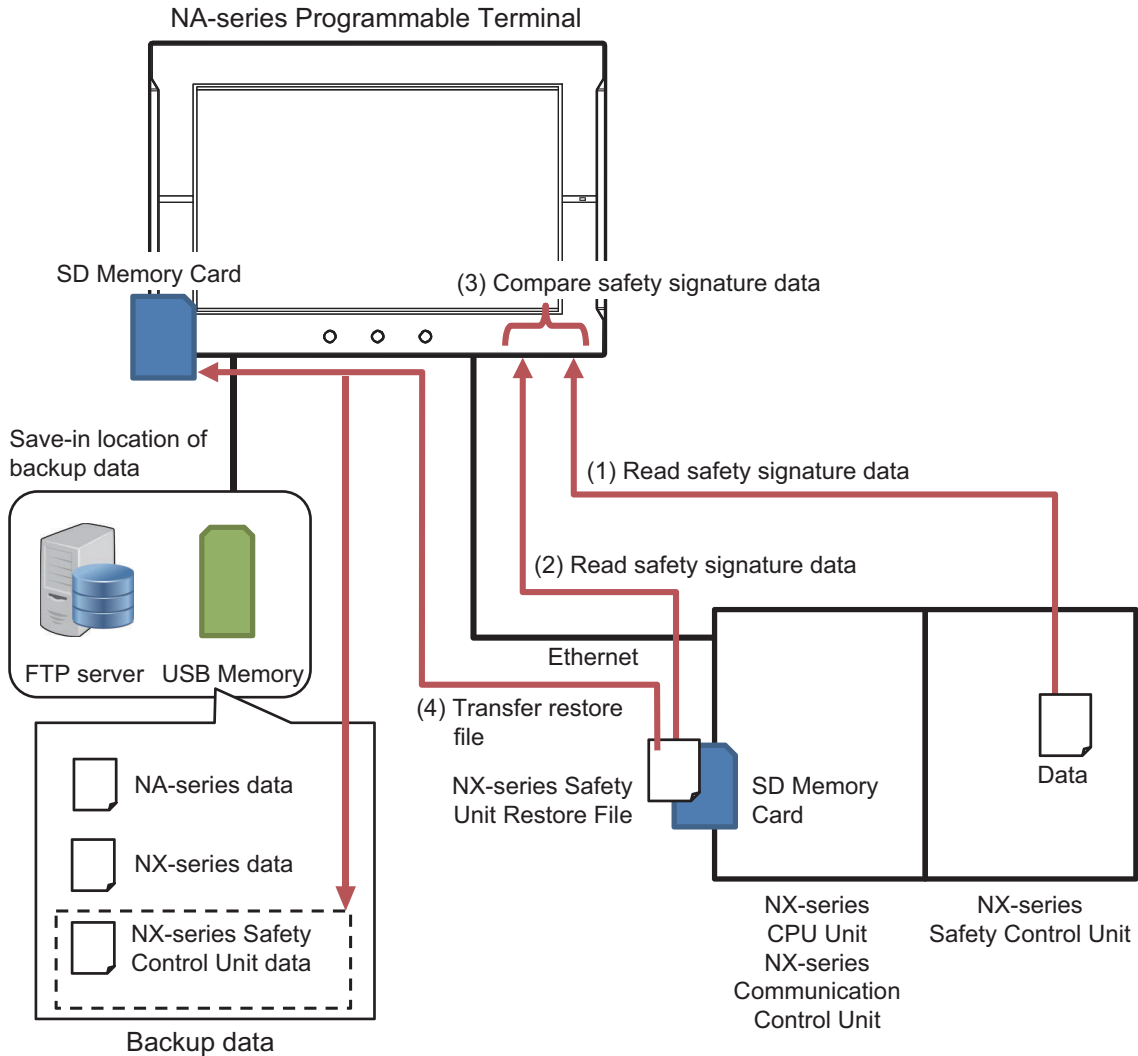 NA-series Programmable Terminal
SD Memory Card
(3) Compare safety signature data
Save-in location of
backup data
(1) Read safety signature data
(2) Read safety signature data
FTP server
USB Memory
Ethernet
(4) Transfer restore
file
NX-series Safety
Unit Restore File
SD Memory
Card
Data
NA-series data
NX-series data
NX-series Safety
Control Unit data
Backup data
NX-series
CPU Unit
NX-series
Communication
Control Unit
NX-series
Safety Control Unit